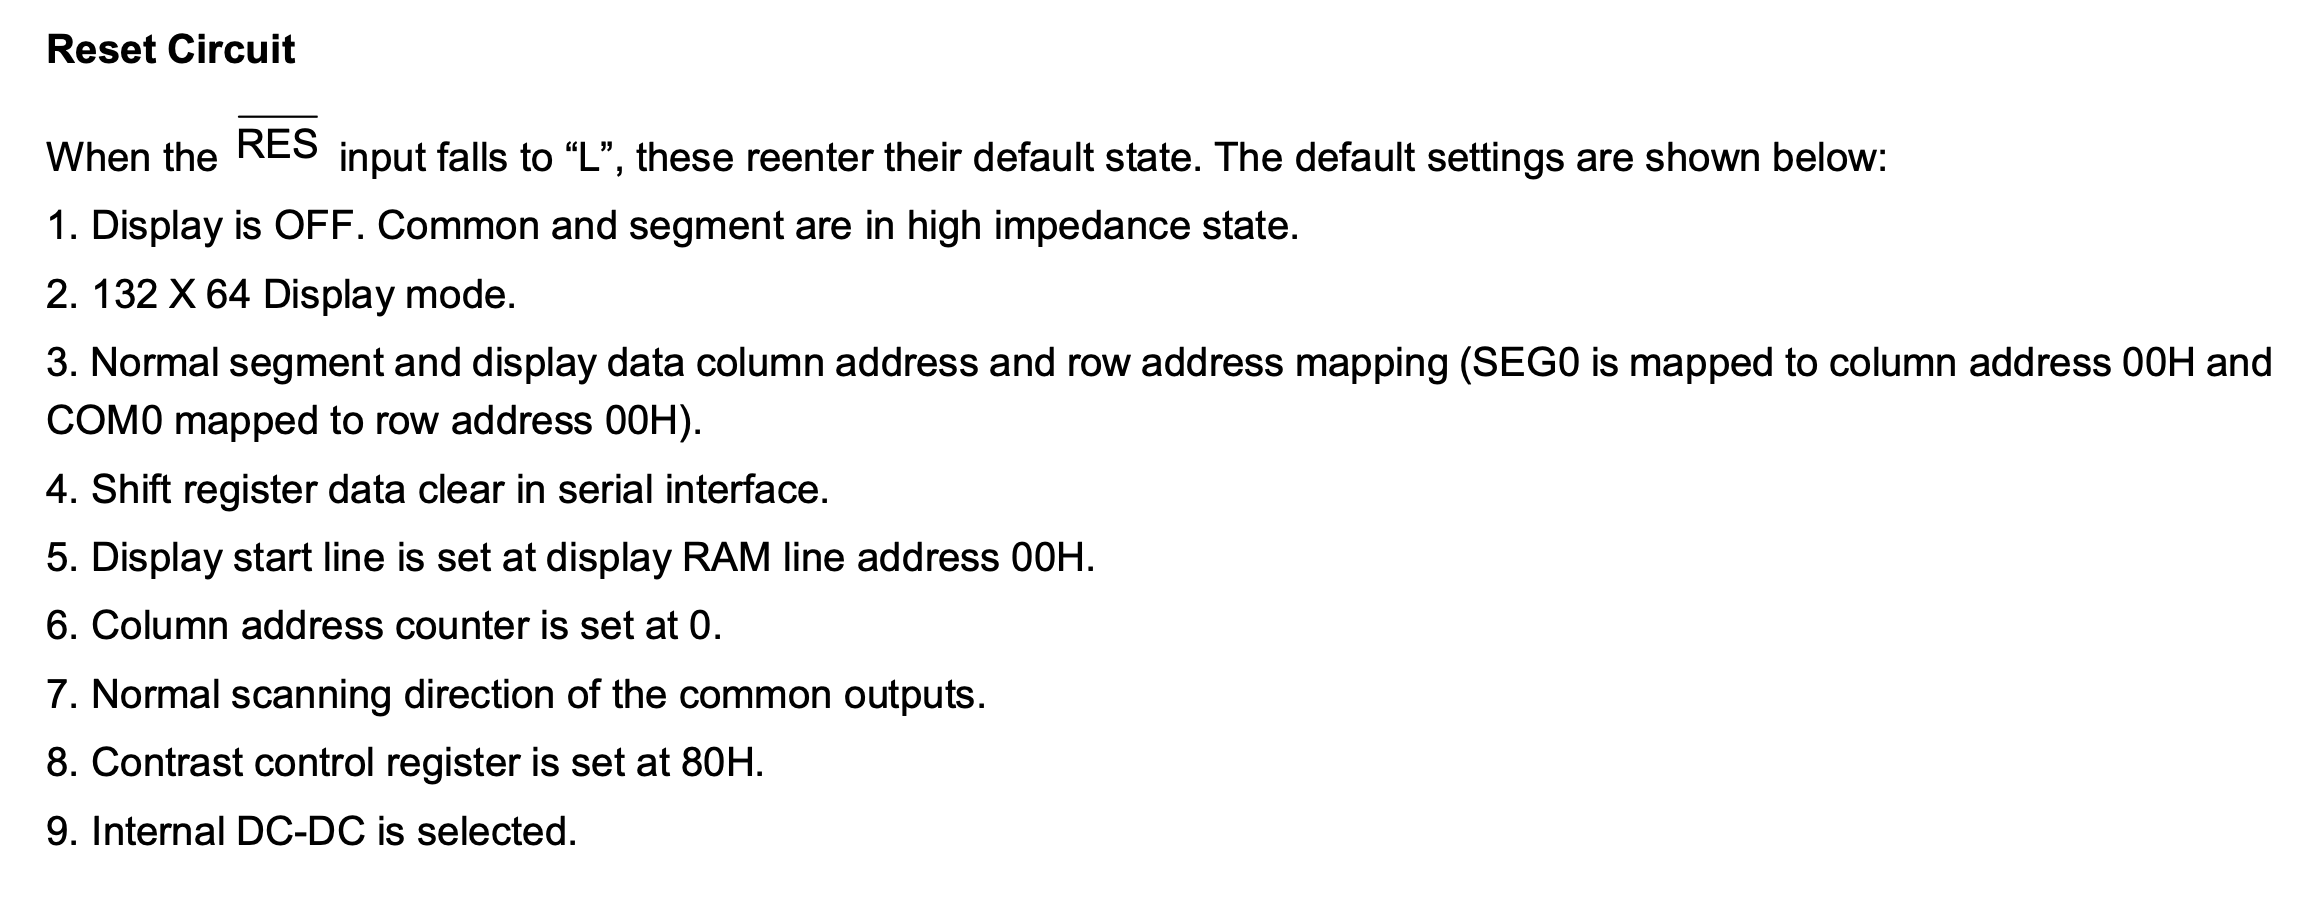 Reset Circuit
When the RES input falls to “L”, these reenter their default state. The default settings are shown below:
1. Display is OFF. Common and segment are in high impedance state.
2. 132 X 64 Display mode.
3. Normal segment and display data column address and row address mapping (SEG0 is mapped to column address 00H and
COM0 mapped to row address 00H).
4. Shift register data clear in serial interface.
5. Display start line is set at display RAM line address 00H.
6. Column address counter is set at 0.
7. Normal scanning direction of the common outputs.
8. Contrast control register is set at 80H.
9. Internal DC-DC is selected.